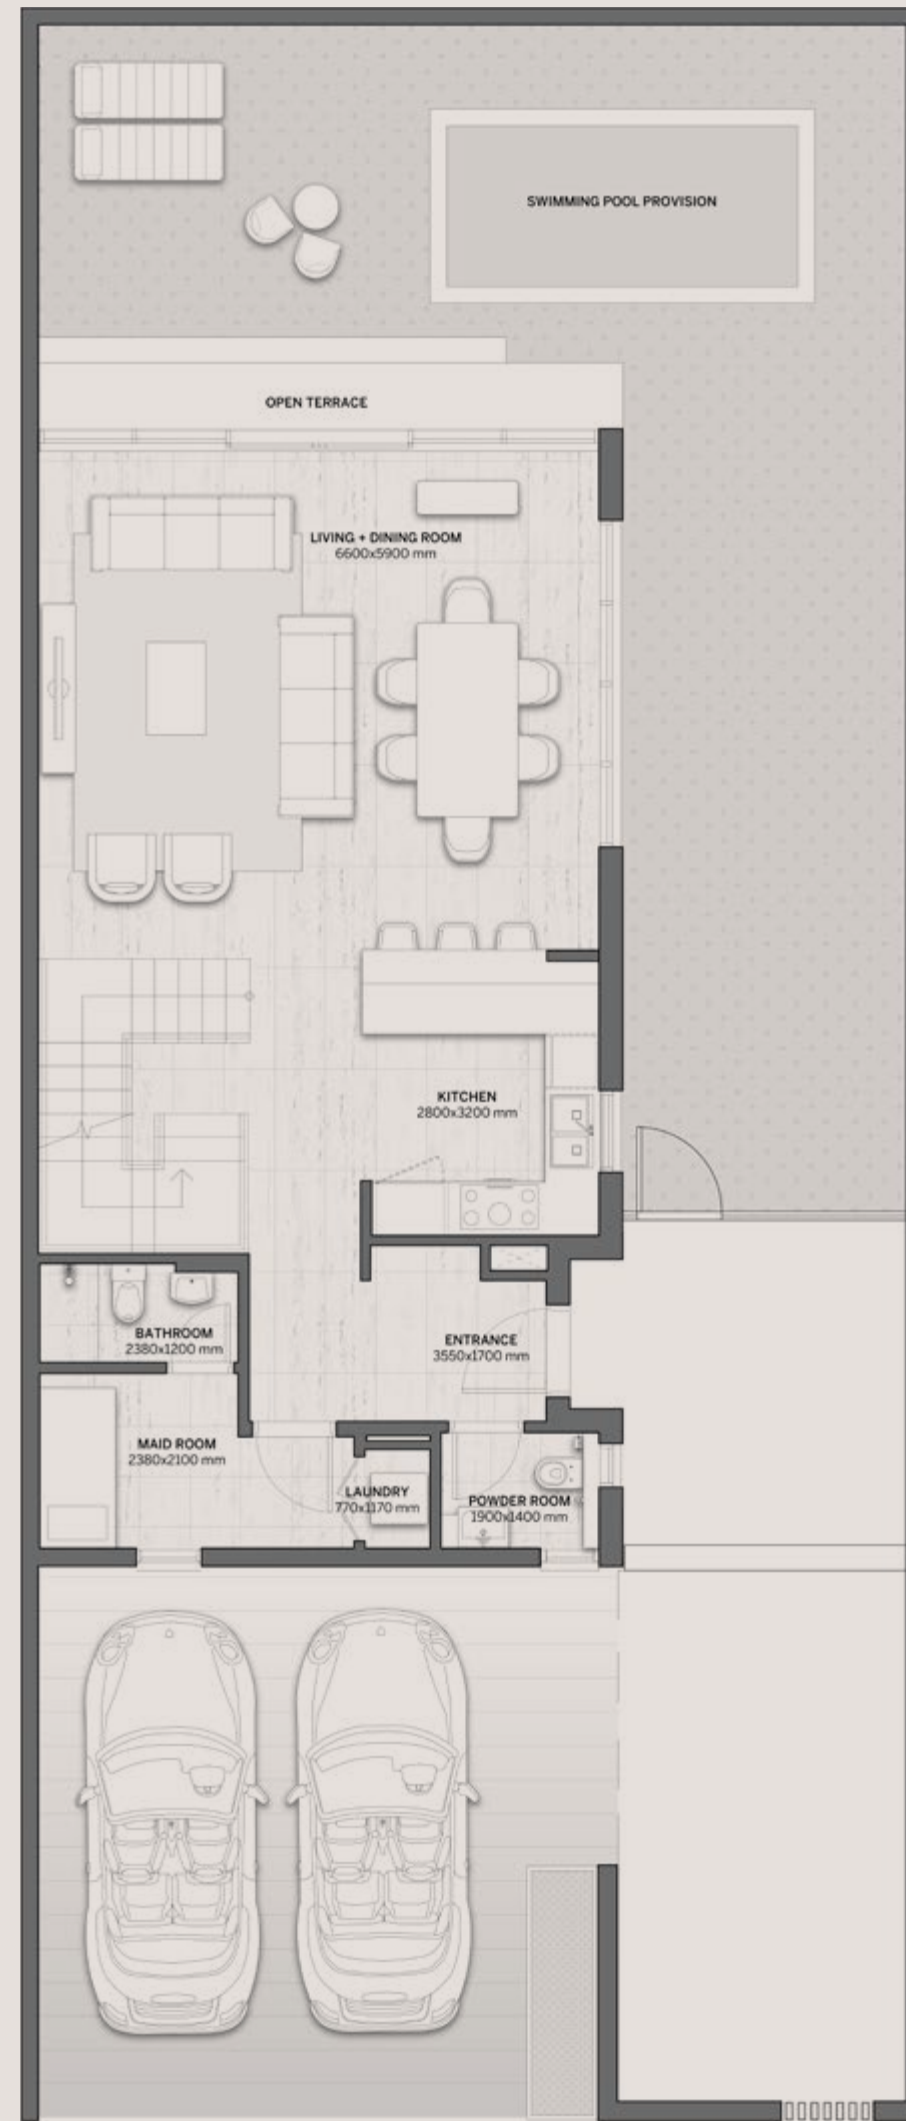 SWIMMING POOL PROVISION
OPEN TERRACE
LIVING + DINING ROOM
6600x5900 mm
KITCHEN
2800x3200 mm
BATHROOM
2380x1200 mm
ENTRANCE
3550x1700 mm
MAID ROOM
2380x2100 mm
LAUNDRY
770x1170 mm
POWDER ROOM
1900x1400 mm